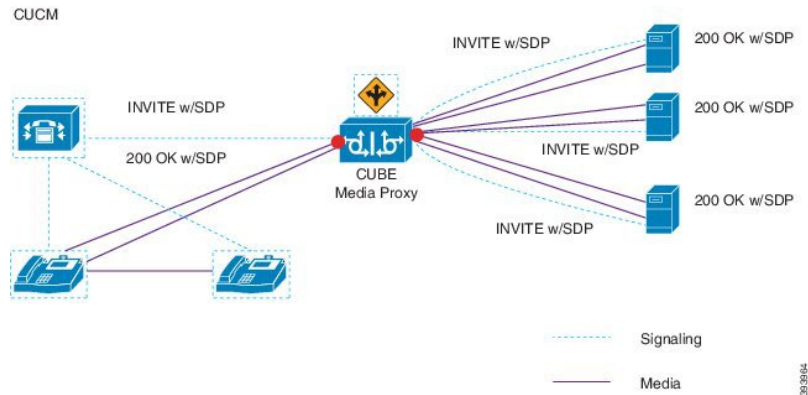 CUCM
INVITE w/SDP
200 OK w/SDP
INVITE w/SDP
200 OK w/SDP
CUBE
Media Proxy
INVITE w/SDP
200 OK w/SDP
INVITE w/SDP
200 OK w/SDP
Signaling
Media
393964